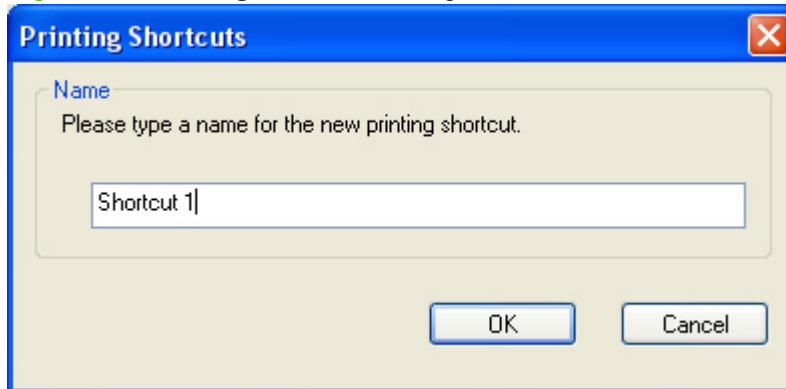 Printing Shortcuts
Name
Please type a name for the new printing shortcut.
Shortcut 1
OK
Cancel